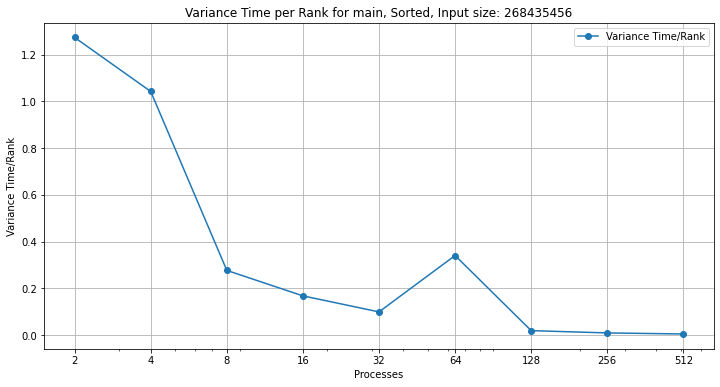 Variance Time per Rank for main, Sorted, Input size: 268435456
Variance Time/Rank
Variance Time/Rank
1.2
1.0
0.8
0.6
0.4
0.2
0.0
2 4 8 16 32 64 128 256 512
Processes